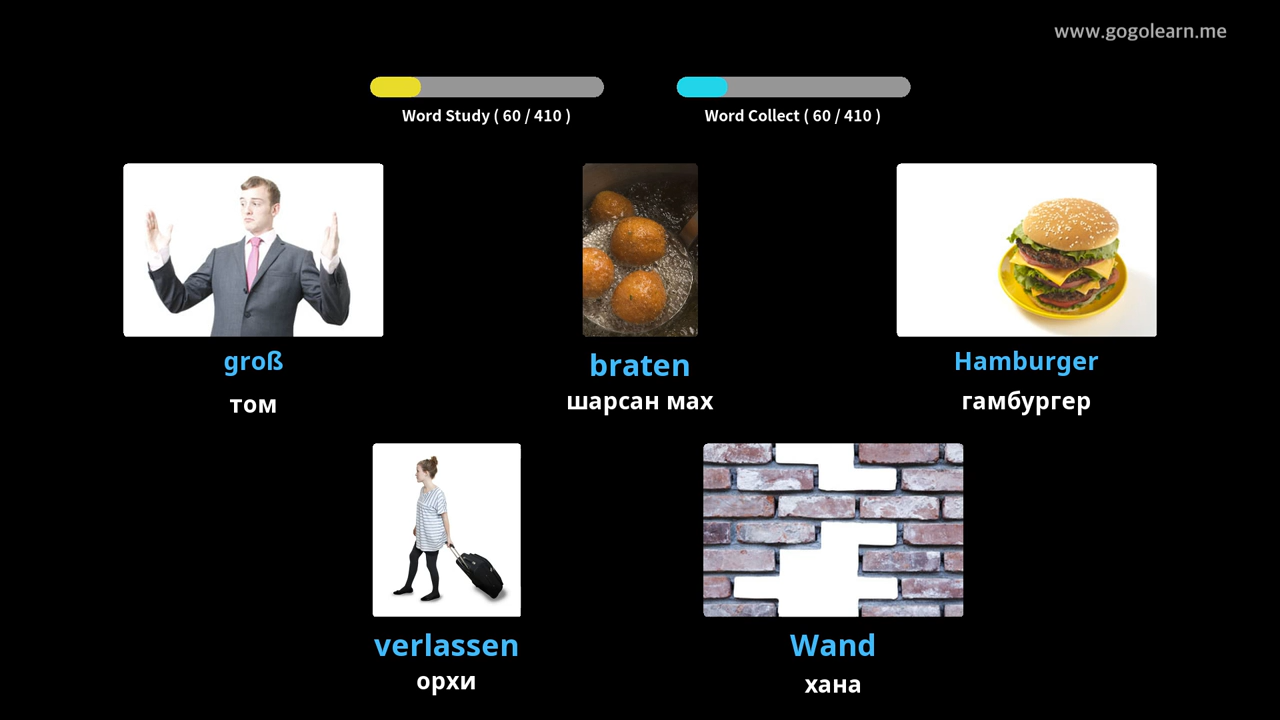 www.gogolearn.me
Word Study ( 60 / 410 )
Word Collect ( 60 / 410 )
groß
том
braten
шарсан мах
Hamburger
гамбургер
verlassen
орхи
Wand
хана